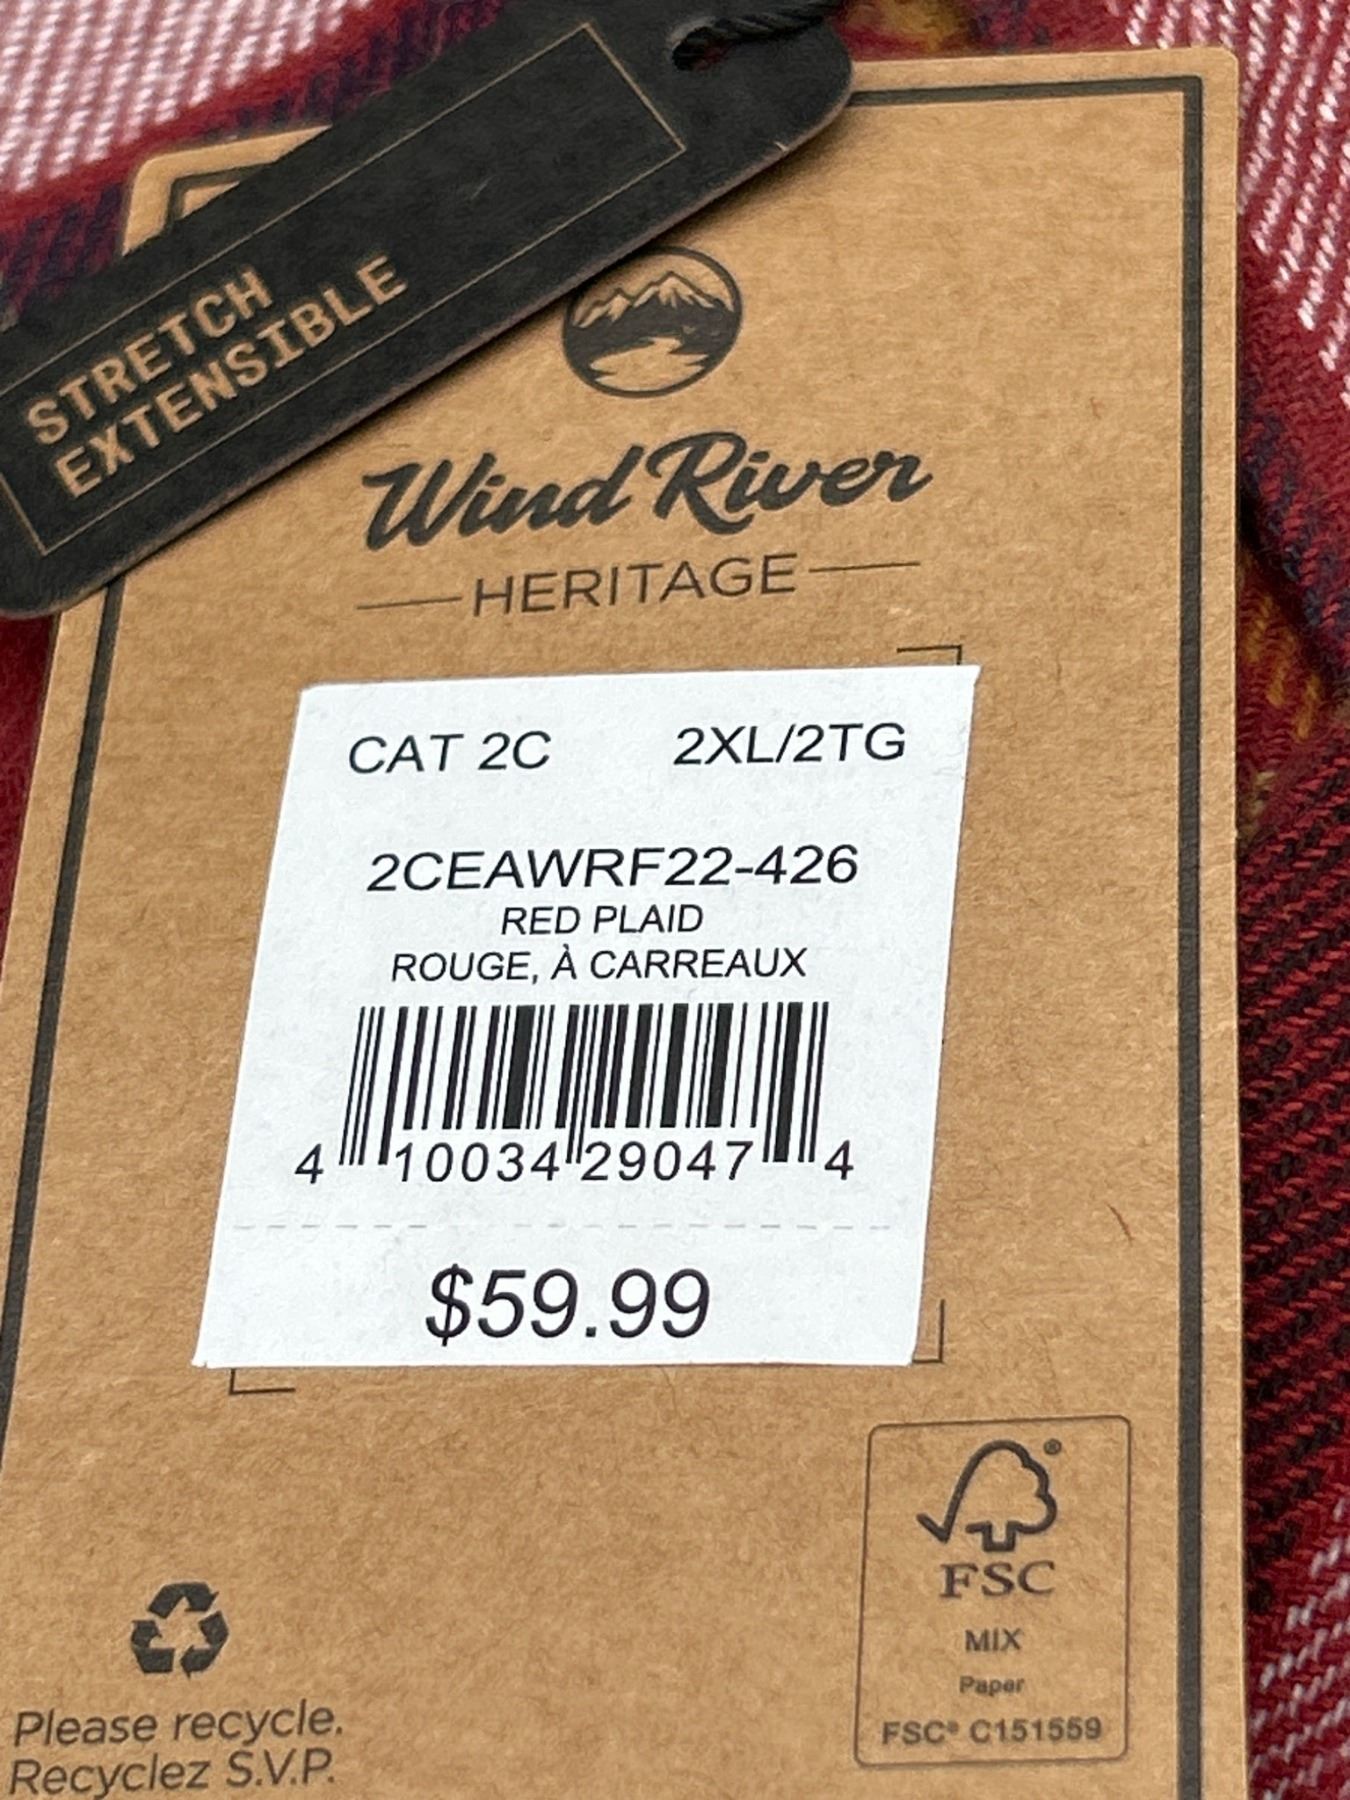 STRETCH
EXTENSIBLE
Wind River
HERITAGE
CAT 2C 2XL/2TG
2CEAWRF22-426
RED PLAID
ROUGE, À CARREAUX
4 10034 29047 4
$59.99
FSC
MIX
Paper
FSC® C151559
Please recycle.
Recyclez S.V.P.